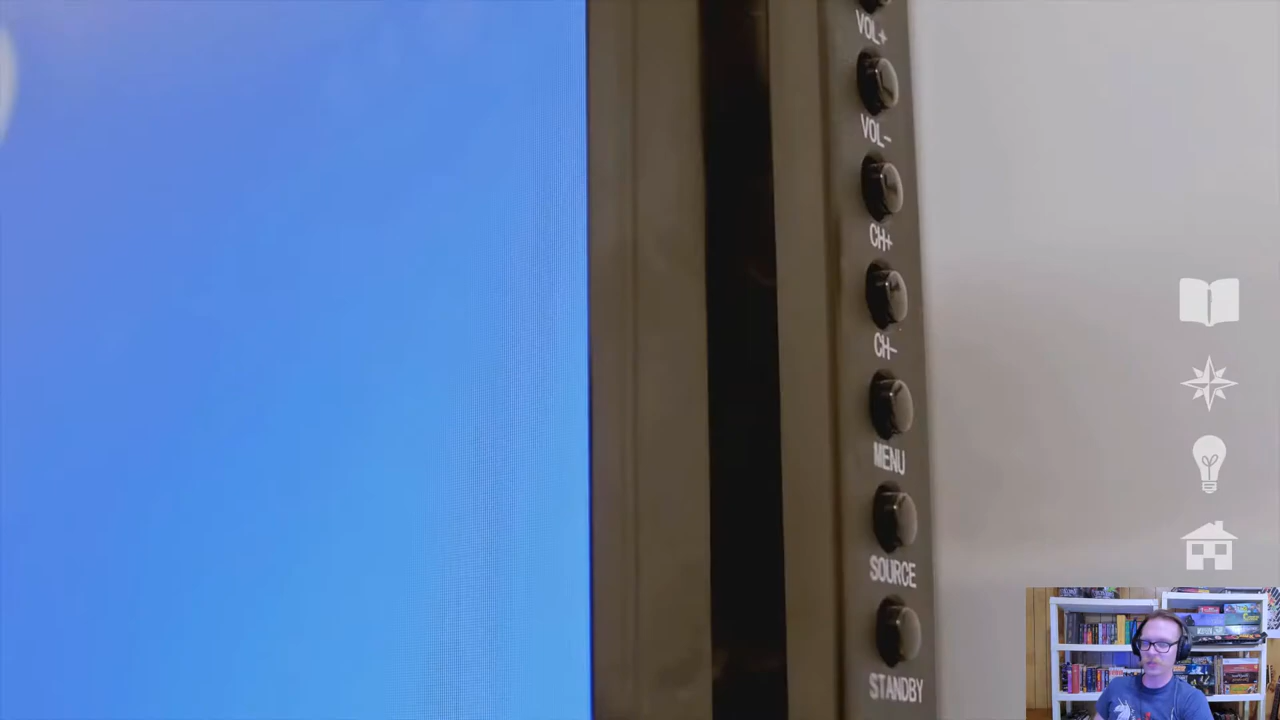 VOL+
VOL-
CH+
CH-
MENU
SOURCE
STANDBY